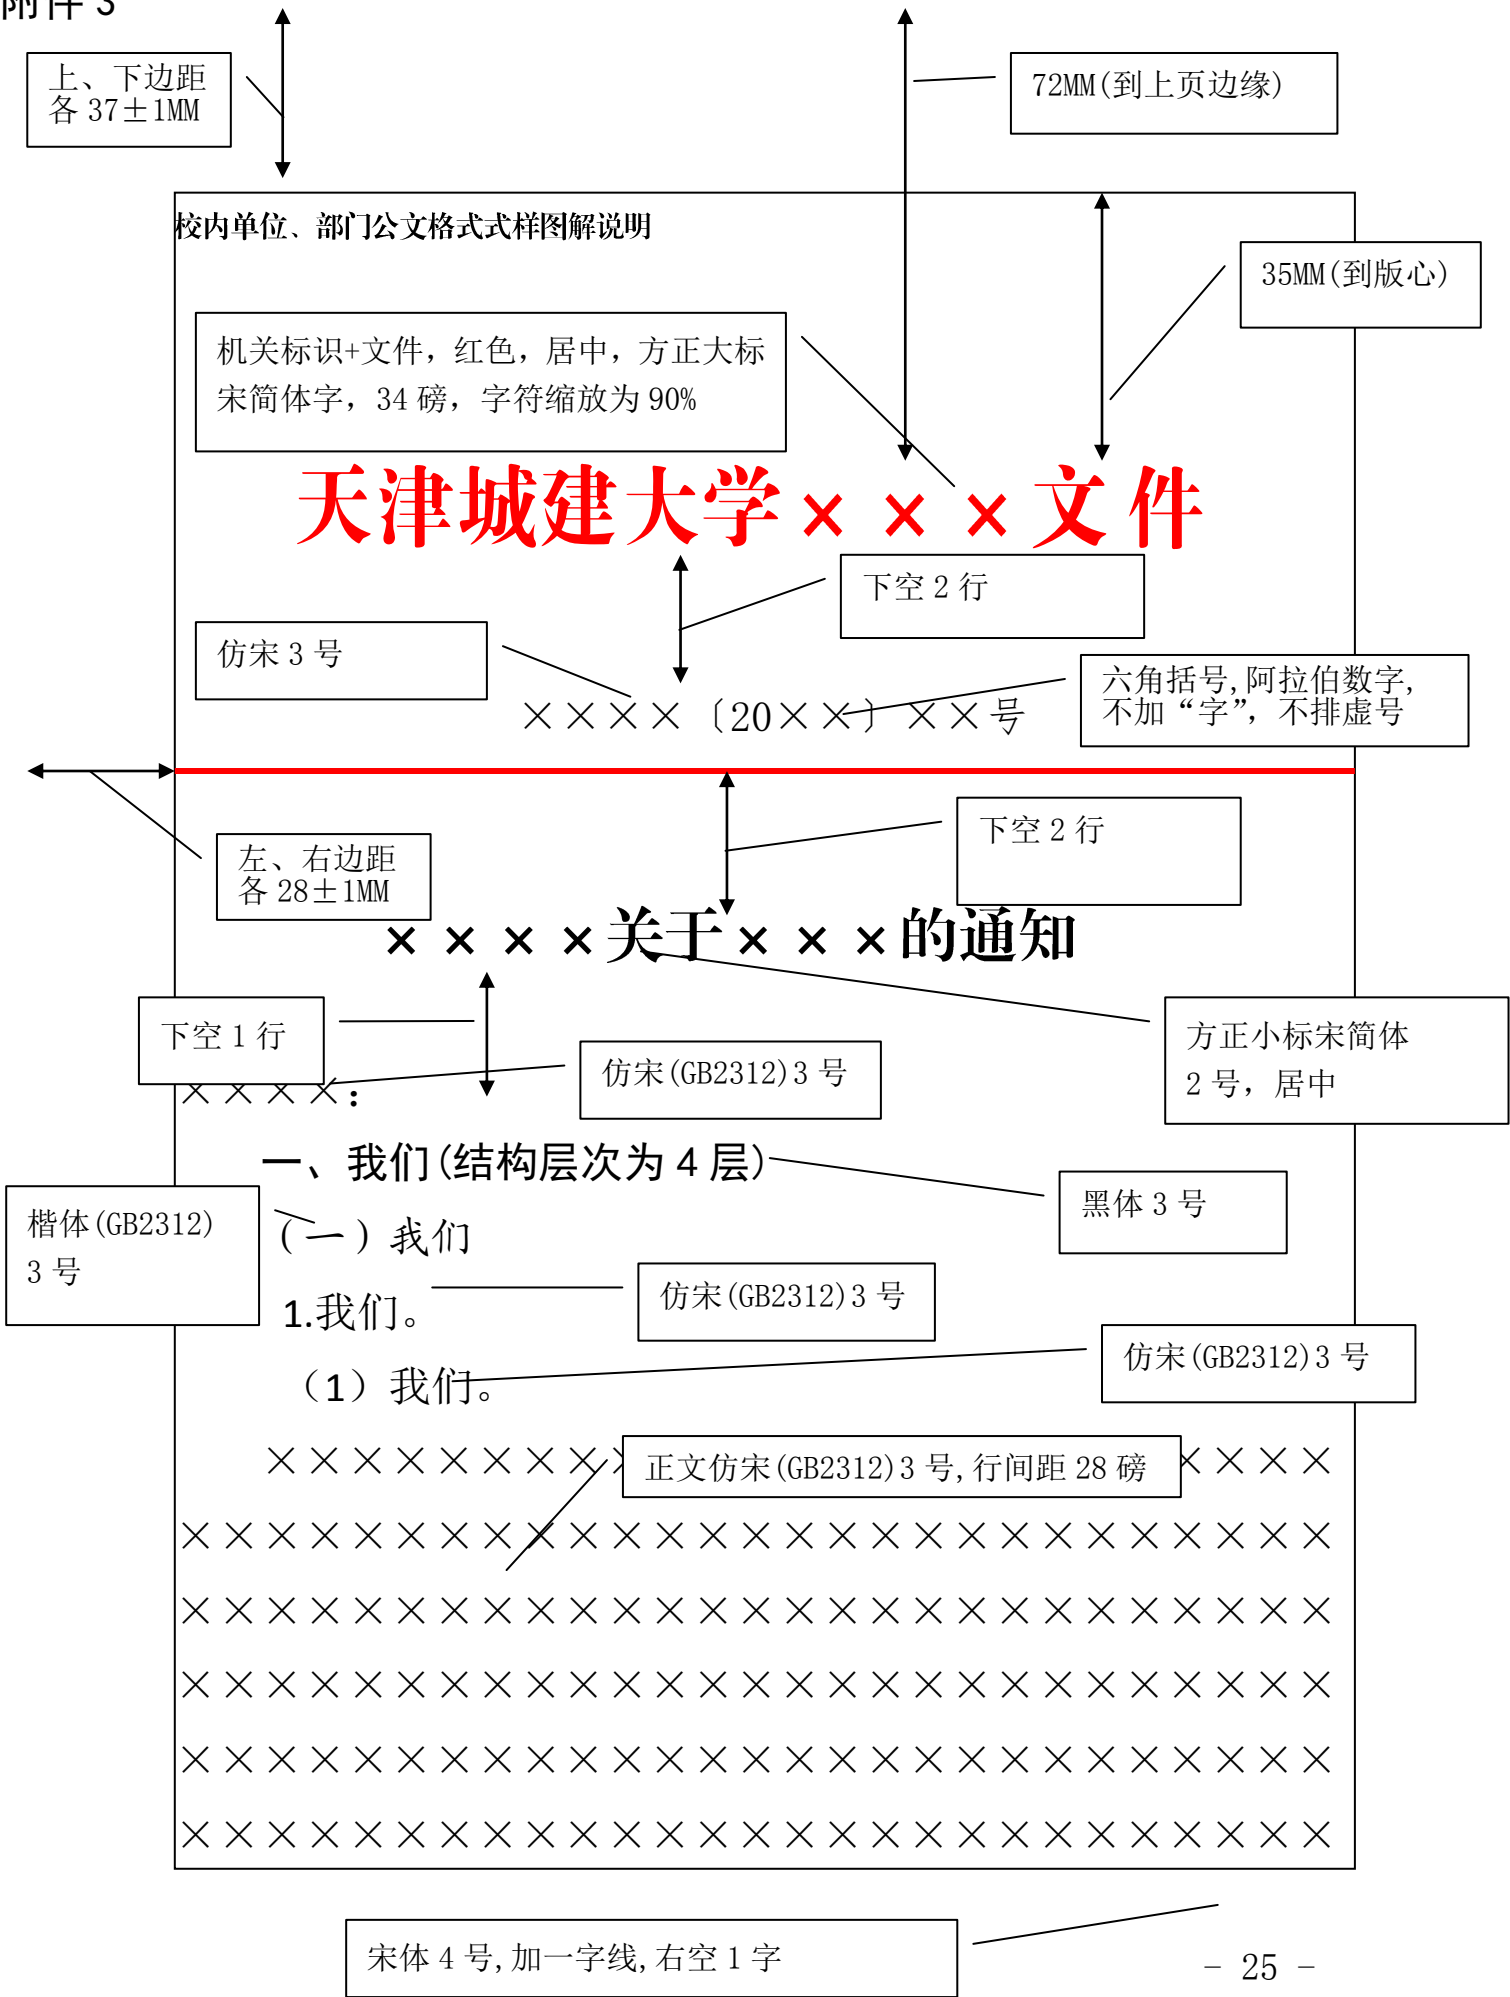 附件 3
上、下边距
各 37±1MM
72MM(到上页边缘)
校内单位、部门公文格式式样图解说明
35MM(到版心)
机关标识+文件，红色，居中，方正大标
宋简体字，34 磅，字符缩放为 90%
天津城建大学×××文件
下空 2 行
仿宋 3 号
六角括号,阿拉伯数字,
不加“字”，不排虚号
××××〔20××〕××号
下空 2 行
左、右边距
各 28±1MM
××××关于×××的通知
下空 1 行
方正小标宋简体
2 号，居中
仿宋(GB2312)3 号
××××：
一、我们(结构层次为 4 层)
黑体 3 号
楷体(GB2312)
3 号
（一）我们
仿宋(GB2312)3 号
1.我们。
仿宋(GB2312)3 号
（1）我们。
×××××××××××××
正文仿宋(GB2312)3 号,行间距 28 磅
×××××××××××××××××××××××××××
×××××××××××××××××××××××××××
×××××××××××××××××××××××××××
×××××××××××××××××××××××××××
×××××××××××××××××××××××××××
宋体 4 号,加一字线,右空 1 字
－ 25 －